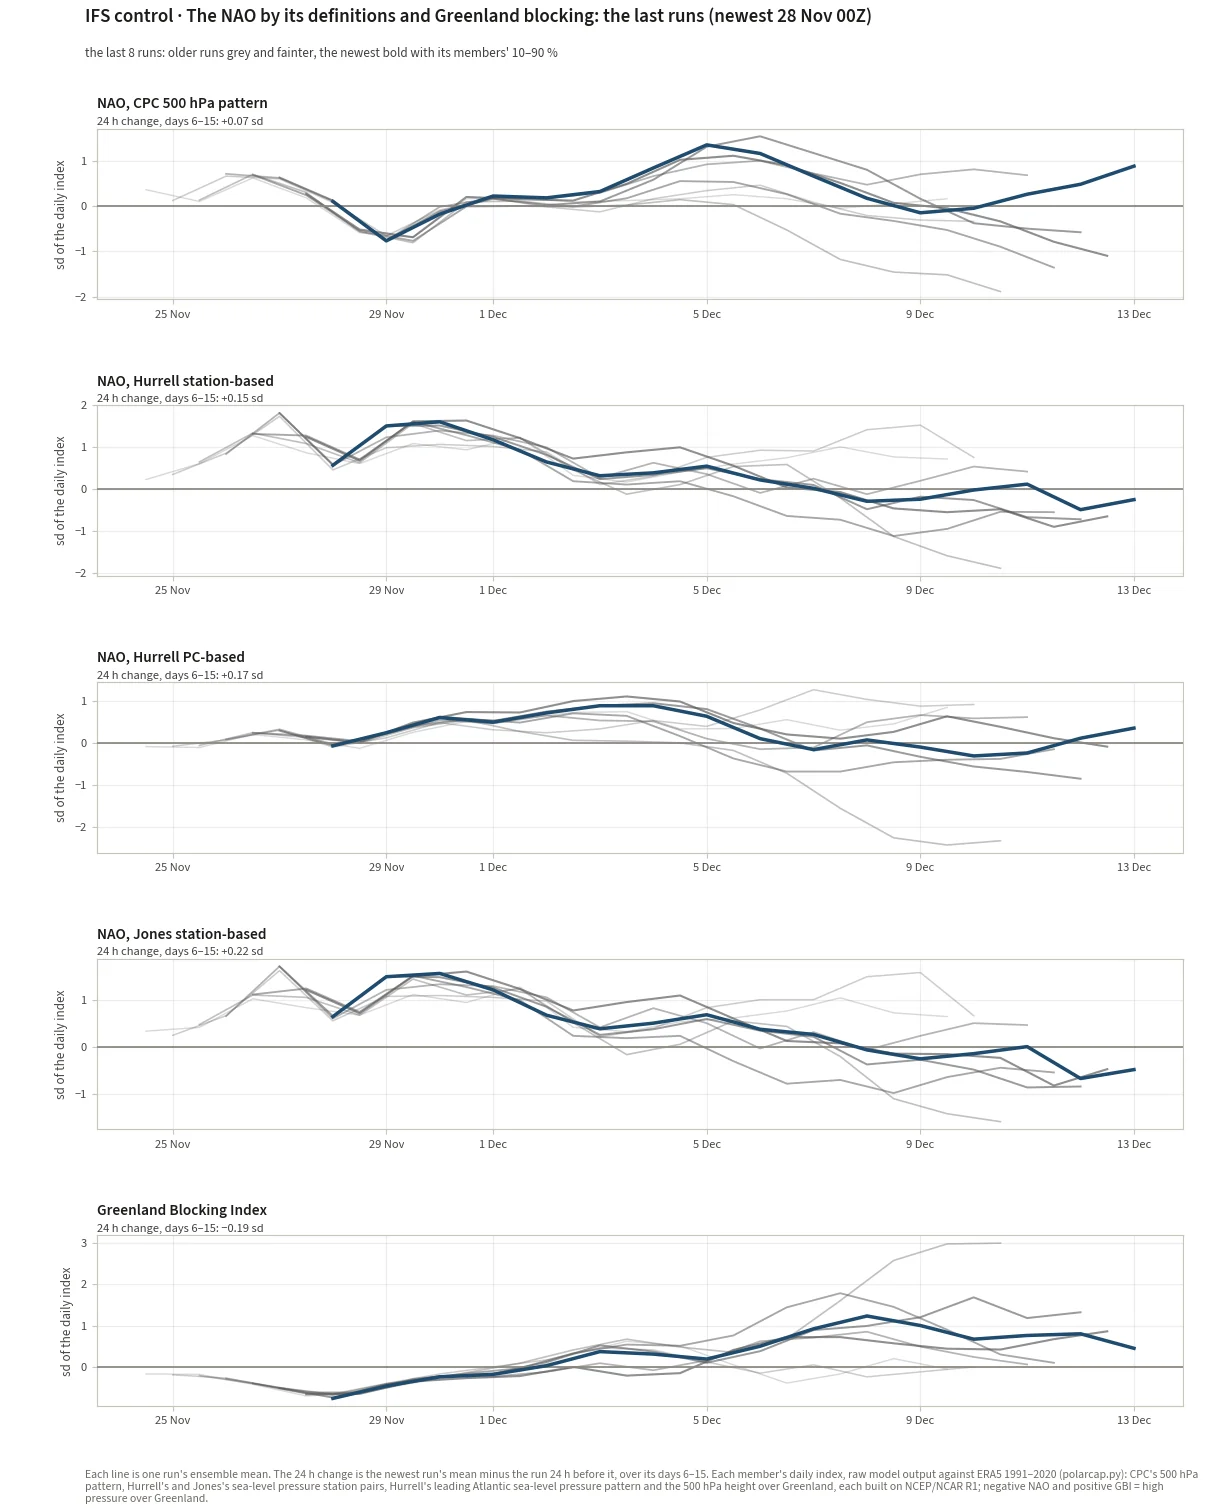 IFS control · The NAO by its definitions and Greenland blocking: the last runs (newest 28 Nov 00Z)
the last 8 runs: older runs grey and fainter, the newest bold with its members' 10–90 %
NAO, CPC 500 hPa pattern
24 h change, days 6–15: +0.07 sd
sd of the daily index
1
0
−1
−2
25 Nov
29 Nov
1 Dec
5 Dec
9 Dec
13 Dec
NAO, Hurrell station-based
24 h change, days 6–15: +0.15 sd
sd of the daily index
2
1
0
−1
−2
25 Nov
29 Nov
1 Dec
5 Dec
9 Dec
13 Dec
NAO, Hurrell PC-based
24 h change, days 6–15: +0.17 sd
sd of the daily index
1
0
−1
−2
25 Nov
29 Nov
1 Dec
5 Dec
9 Dec
13 Dec
NAO, Jones station-based
24 h change, days 6–15: +0.22 sd
sd of the daily index
1
0
−1
25 Nov
29 Nov
1 Dec
5 Dec
9 Dec
13 Dec
Greenland Blocking Index
24 h change, days 6–15: −0.19 sd
sd of the daily index
3
2
1
0
25 Nov
29 Nov
1 Dec
5 Dec
9 Dec
13 Dec
Each line is one run's ensemble mean. The 24 h change is the newest run's mean minus the run 24 h before it, over its days 6–15. Each member's daily index, raw model output against ERA5 1991–2020 (polarcap.py): CPC's 500 hPa
pattern, Hurrell's and Jones's sea-level pressure station pairs, Hurrell's leading Atlantic sea-level pressure pattern and the 500 hPa height over Greenland, each built on NCEP/NCAR R1; negative NAO and positive GBI = high
pressure over Greenland.